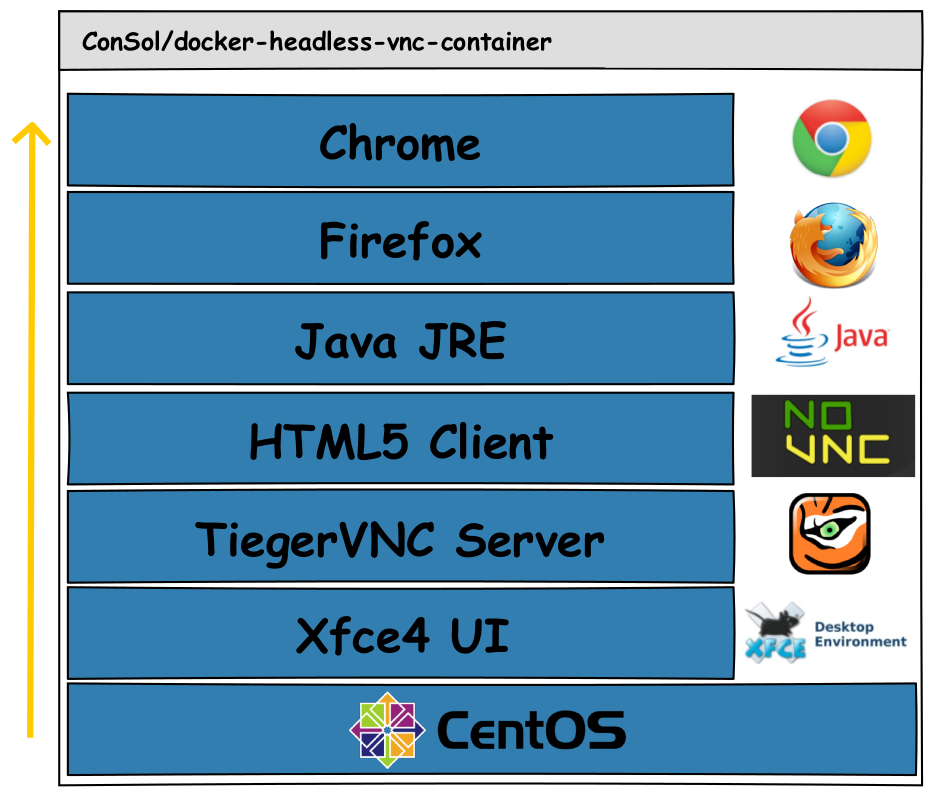 ConSol/docker-headless-vnc-container
Chrome
Firefox
Java JRE
Java
HTML5 Client
NO
VNC
TiegerVNC Server
Xfce4 UI
XFCE
Desktop
Environment
CentOS